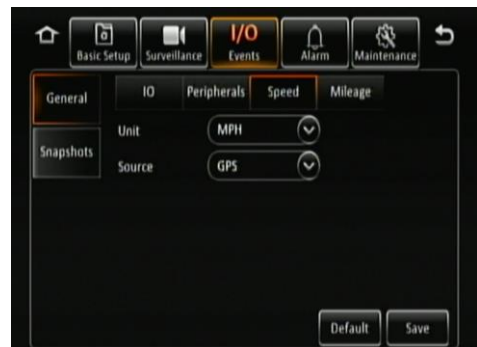 Basic Setup Surveillance I/O Events Alarm Maintenance
General IO Peripherals Speed Mileage
Unit MPH
Snapshots
Source GPS
Default Save